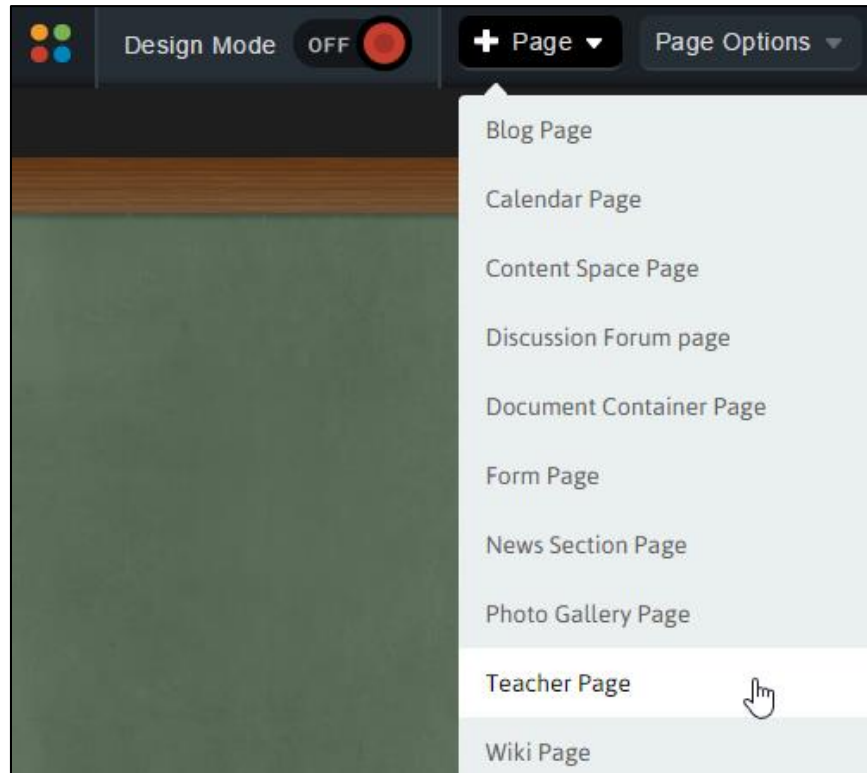 Design Mode OFF Page Page Options
Blog Page
Calendar Page
Content Space Page
Discussion Forum page
Document Container Page
Form Page
News Section Page
Photo Gallery Page
Teacher Page
Wiki Page